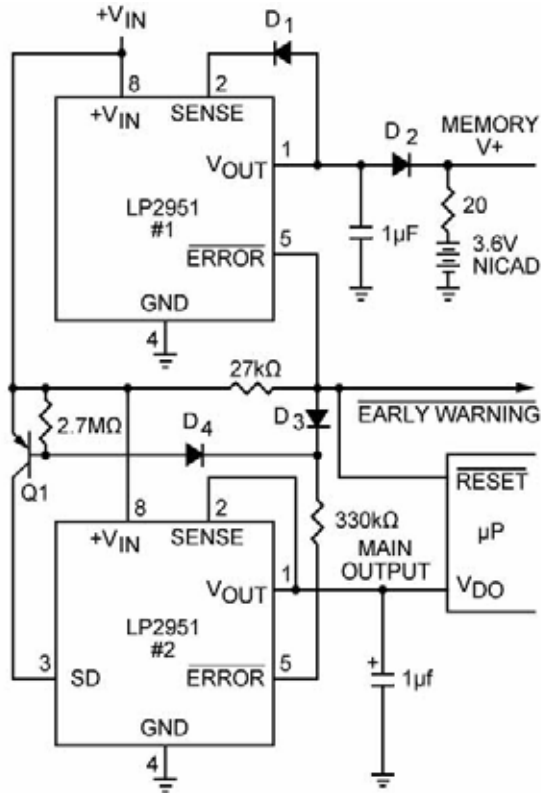 +VIN
D1
8
2
+VIN
SENSE
VOUT
1
D2
MEMORY
V+
LP2951
#1
20
1µF
3.6V
NICAD
ERROR
5
GND
4
27kΩ
2.7MΩ
D4
D3
EARLY WARNING
Q1
8
2
+VIN
SENSE
330kΩ
RESET
µP
MAIN
OUTPUT
VOUT
1
VDO
LP2951
#2
3
SD
ERROR
5
+
1µf
GND
4